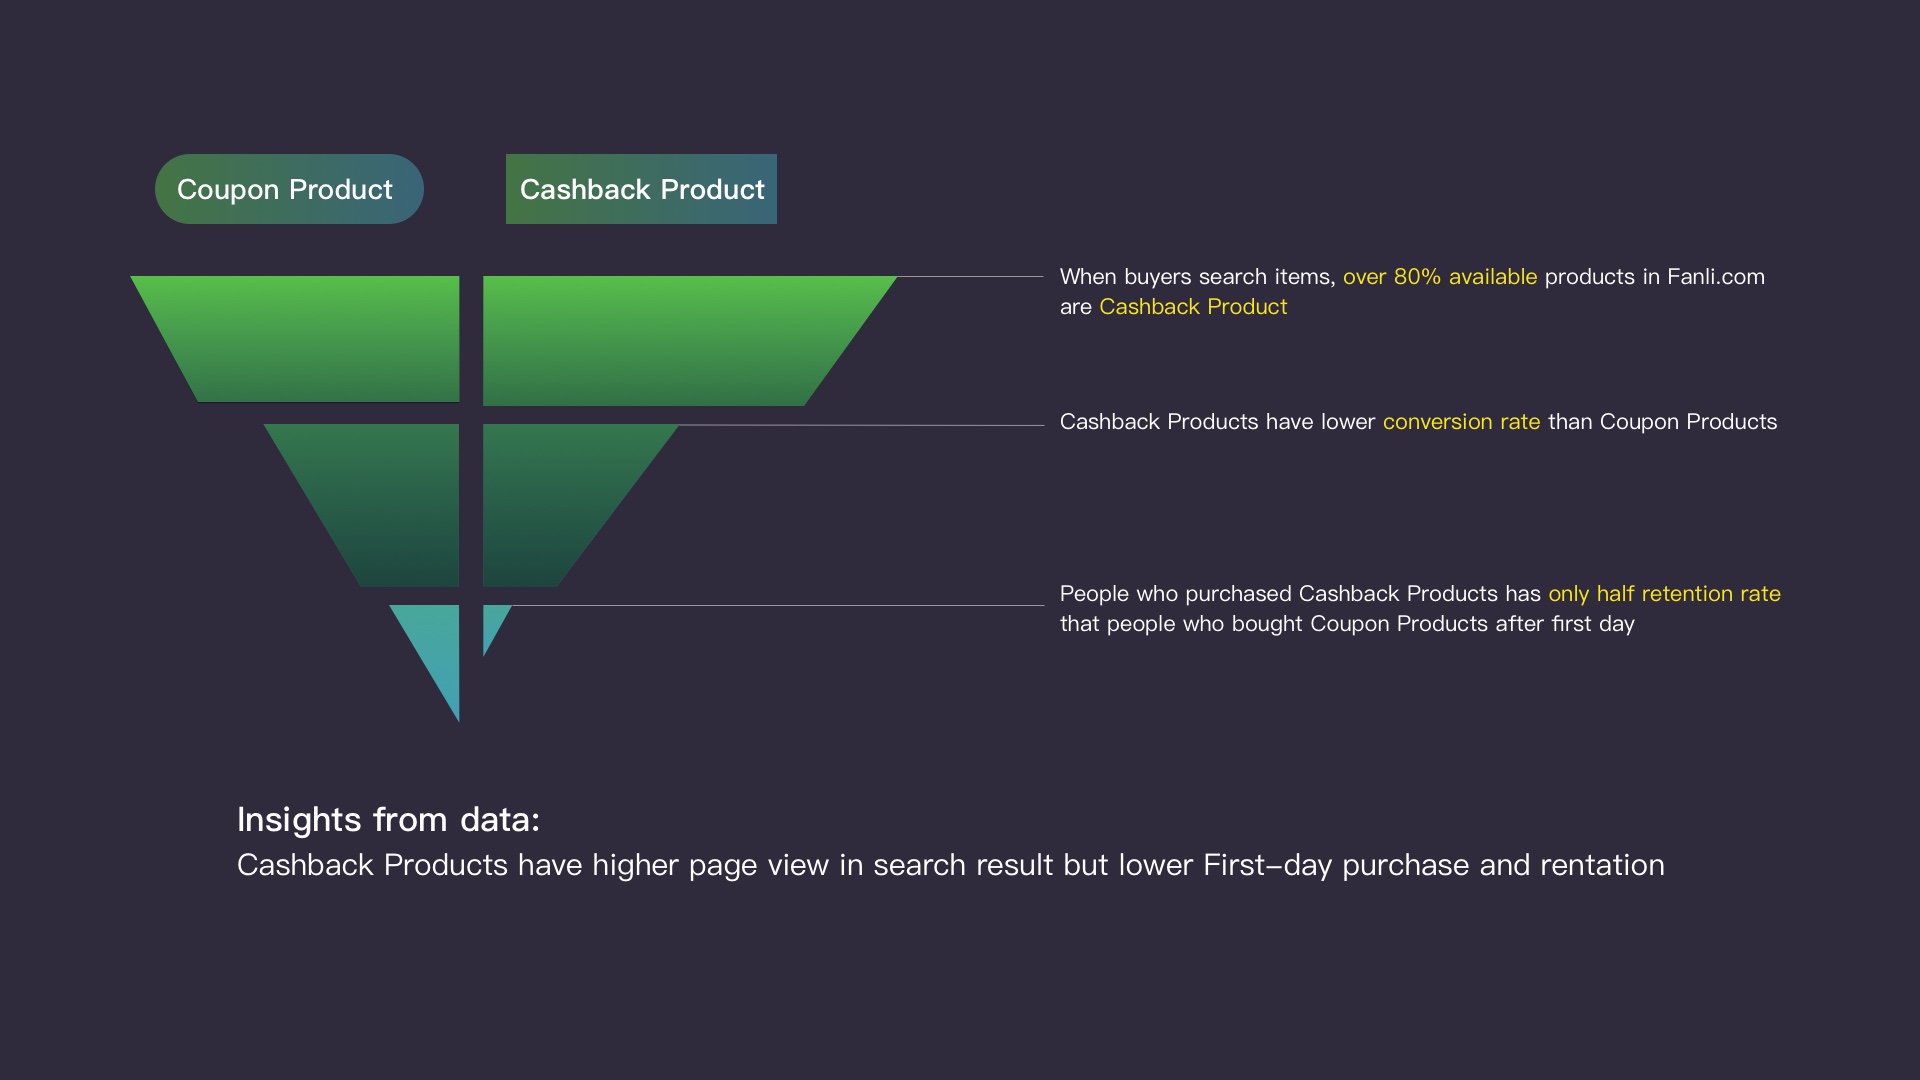 Coupon Product
Cashback Product
When buyers search items, over 80% available products in Fanli.com
are Cashback Product
Cashback Products have lower conversion rate than Coupon Products
People who purchased Cashback Products has only half retention rate
that people who bought Coupon Products after first day
Insights from data:
Cashback Products have higher page view in search result but lower First–day purchase and rentation